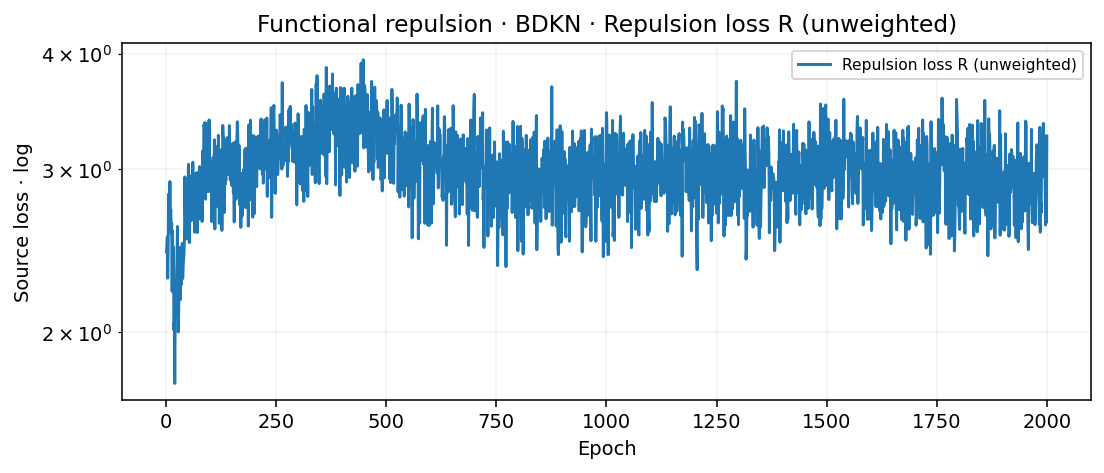 Functional repulsion · BDKN · Repulsion loss R (unweighted)
Repulsion loss R (unweighted)
Source loss · log
4 × 10⁰
3 × 10⁰
2 × 10⁰
0 250 500 750 1000 1250 1500 1750 2000
Epoch